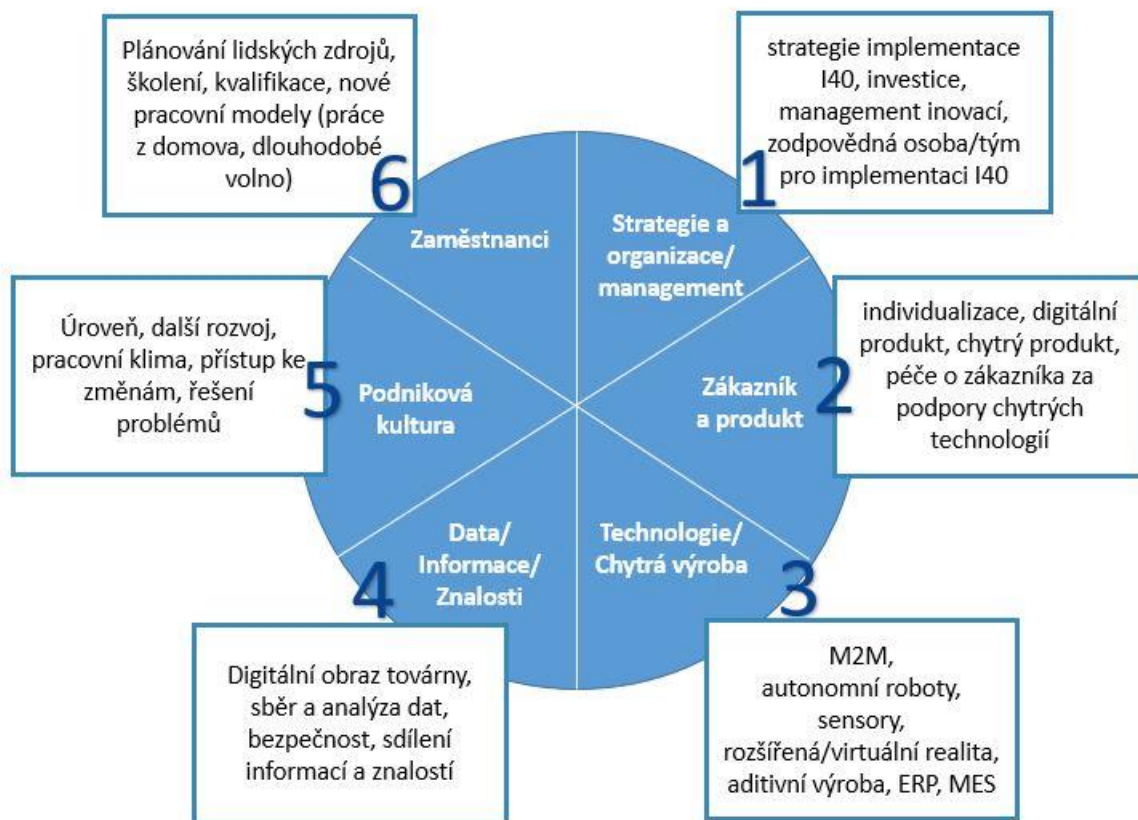 strategie implementace
I40, investice,
management inovací,
zodpovědná osoba/tým
pro implementaci I40
1
Strategie a
organizace/
management
individualizace, digitální
produkt, chytrý produkt,
péče o zákazníka za
podpory chytrých
technologií
2
Zákazník
a produkt
3
Technologie/
Chytrá výroba
M2M,
autonomní roboty,
sensory,
rozšířená/virtuální realita,
aditivní výroba, ERP, MES
4
Data/
Informace/
Znalosti
Digitální obraz továrny,
sběr a analýza dat,
bezpečnost, sdílení
informací a znalostí
5
Podniková
kultura
Úroveň, další rozvoj,
pracovní klima, přístup ke
změnám, řešení
problémů
6
Zaměstnanci
Plánování lidských zdrojů,
školení, kvalifikace, nové
pracovní modely (práce
z domova, dlouhodobé
volno)